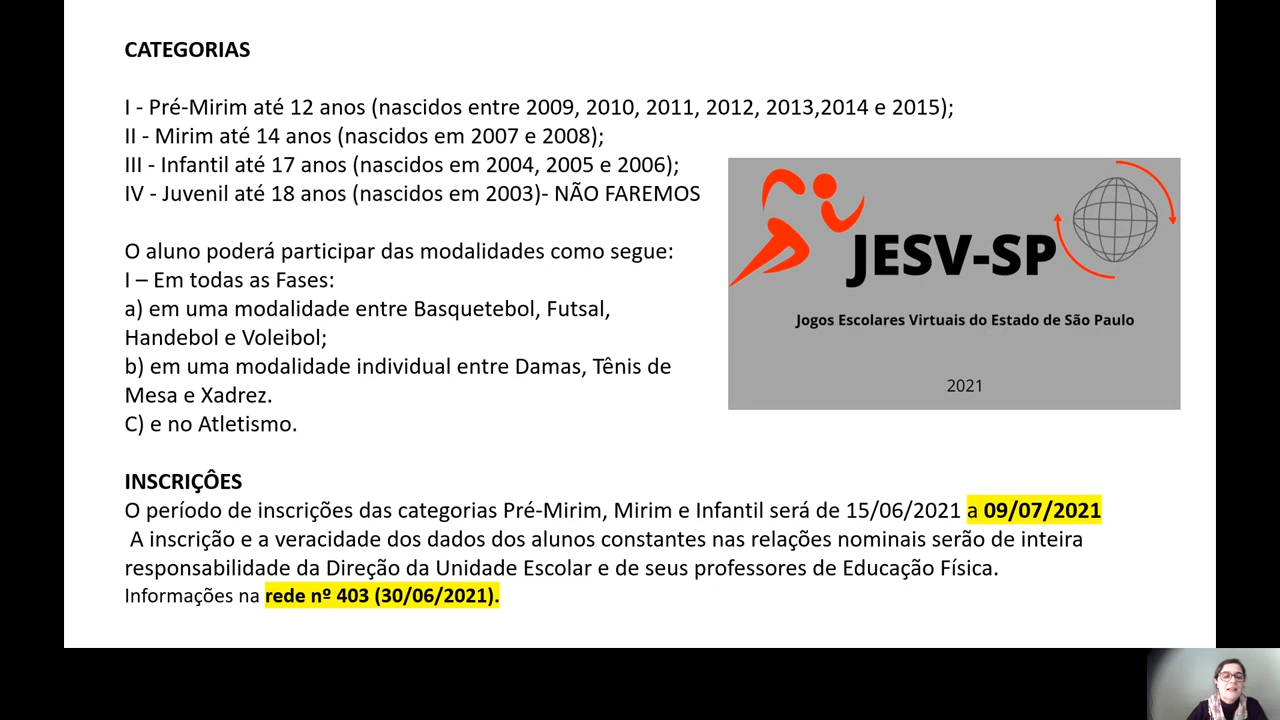 CATEGORIAS
I - Pré-Mirim até 12 anos (nascidos entre 2009, 2010, 2011, 2012, 2013,2014 e 2015);
II - Mirim até 14 anos (nascidos em 2007 e 2008);
III - Infantil até 17 anos (nascidos em 2004, 2005 e 2006);
IV - Juvenil até 18 anos (nascidos em 2003)- NÃO FAREMOS
O aluno poderá participar das modalidades como segue:
I – Em todas as Fases:
a) em uma modalidade entre Basquetebol, Futsal,
Handebol e Voleibol;
b) em uma modalidade individual entre Damas, Tênis de
Mesa e Xadrez.
C) e no Atletismo.
JESV-SP
Jogos Escolares Virtuais do Estado de São Paulo
2021
INSCRIÇÔES
O período de inscrições das categorias Pré-Mirim, Mirim e Infantil será de 15/06/2021 a 09/07/2021
A inscrição e a veracidade dos dados dos alunos constantes nas relações nominais serão de inteira
responsabilidade da Direção da Unidade Escolar e de seus professores de Educação Física.
Informações na rede nº 403 (30/06/2021).